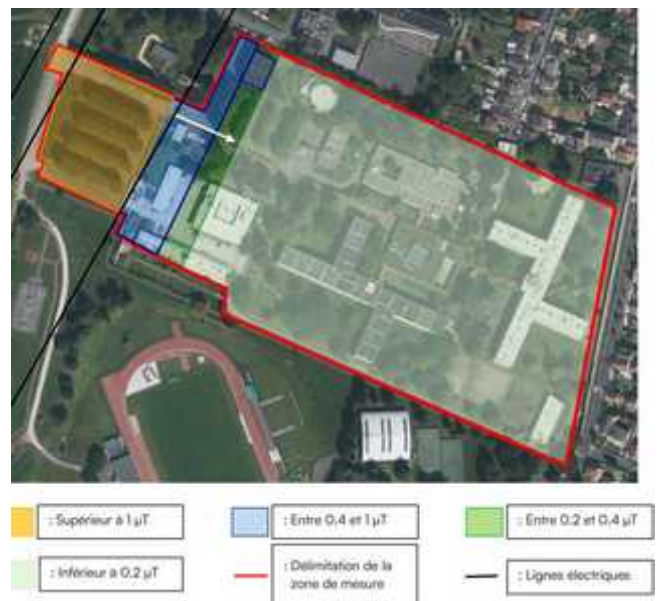 : Supérieur à 1 µT
: Entre 0.4 et 1 µT
: Entre 0.2 et 0.4 µT
: Inférieur à 0.2 µT
: Délimitation de la
zone de mesure
: Lignes électriques